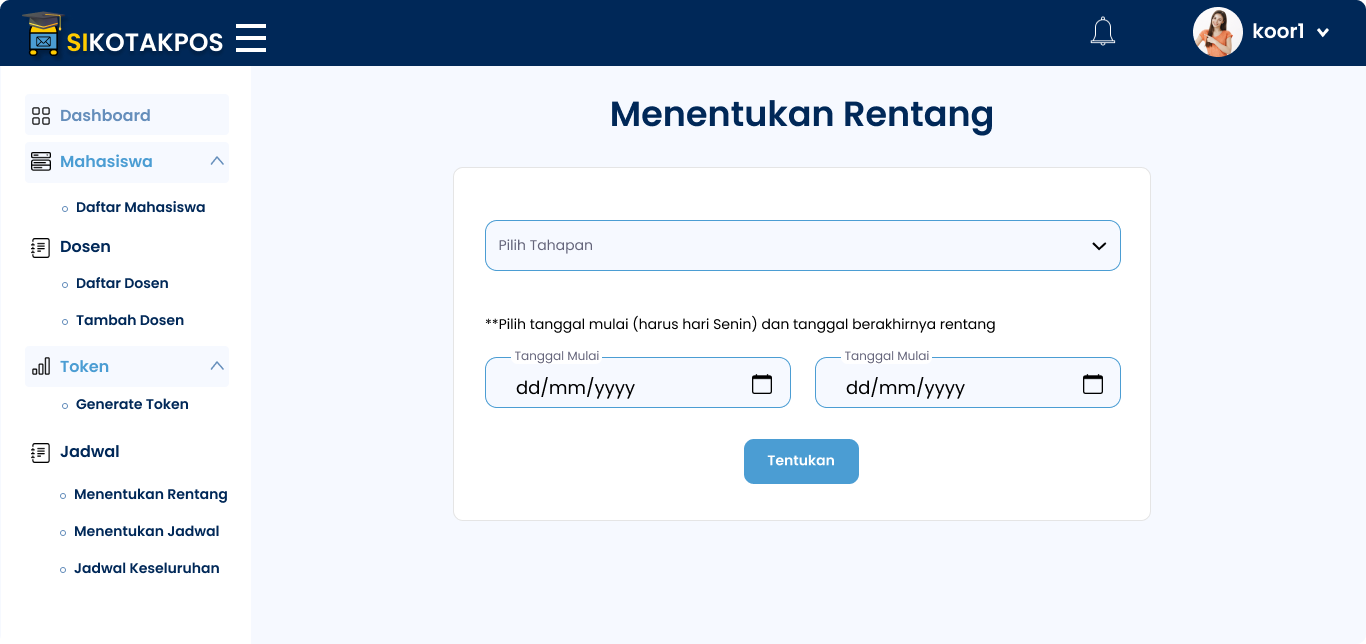 SIKOTAKPOS
koor1
Dashboard
Mahasiswa
Daftar Mahasiswa
Dosen
Daftar Dosen
Tambah Dosen
Token
Generate Token
Jadwal
Menentukan Rentang
Menentukan Jadwal
Jadwal Keseluruhan
Menentukan Rentang
Pilih Tahapan
**Pilih tanggal mulai (harus hari Senin) dan tanggal berakhirnya rentang
Tanggal Mulai
dd/mm/yyyy
Tanggal Mulai
dd/mm/yyyy
Tentukan